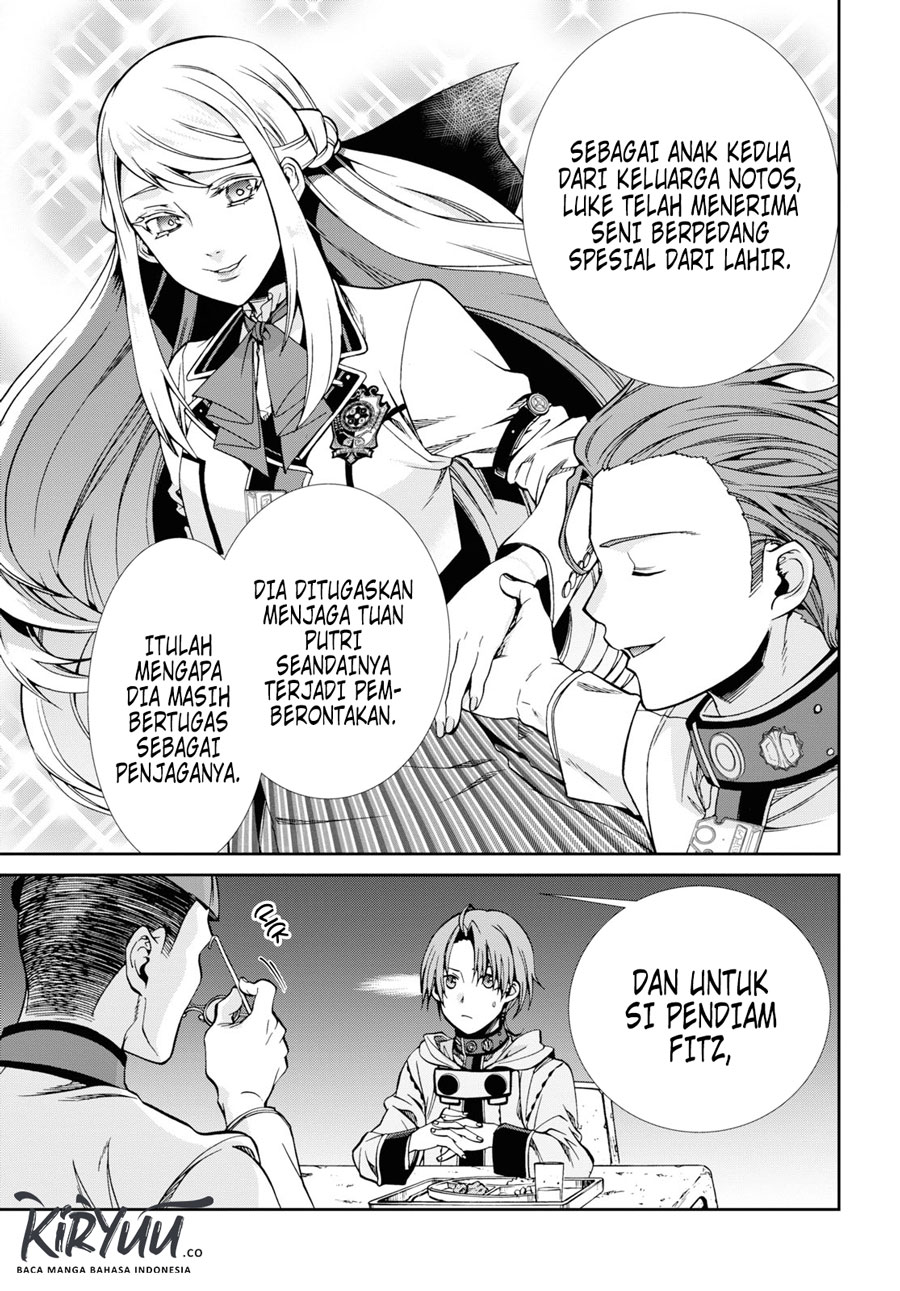 SEBAGAI ANAK KEDUA
DARI KELUARGA NOTOS,
LUKE TELAH MENERIMA
SENI BERPEDANG
SPESIAL DARI LAHIR.
DIA DITUGASKAN
MENJAGA TUAN
PUTRI
SEANDAINYA
TERJADI PEM-
BERONTAKAN.
ITULAH
MENGAPA
DIA MASIH
BERTUGAS
SEBAGAI
PENJAGANYA.
DAN UNTUK
SI PENDIAM
FITZ,
KiRYUU.CO
BACA MANGA BAHASA INDONESIA